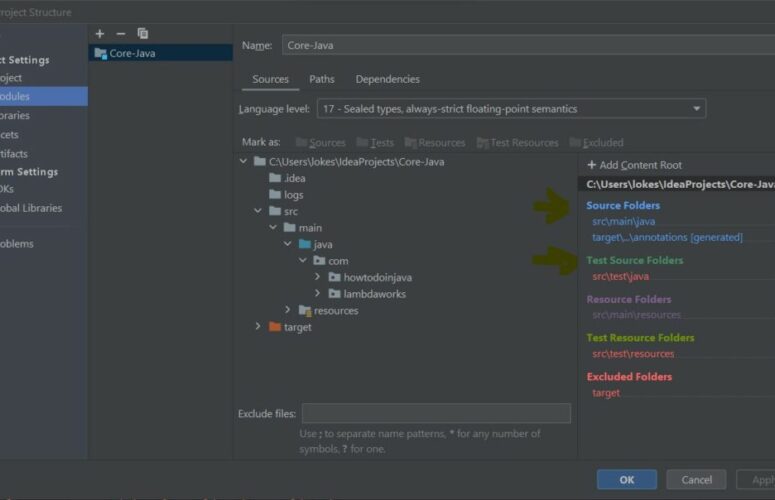 roject Structure
ct Settings
roject
odules
braries
cets
rtifacts
rm Settings
DKs
lobal Libraries
roblems
Core-Java
Name: Core-Java
Sources Paths Dependencies
Language level: 17 - Sealed types, always-strict floating-point semantics
Mark as: Sources Tests Resources Test Resources Excluded
C:\Users\lokes\IdeaProjects\Core-Java
.idea
logs
src
main
java
com
howtodoinjava
lambdaworks
resources
target
+ Add Content Root
C:\Users\lokes\IdeaProjects\Core-Java
Source Folders
src\main\java
target\...\annotations [generated]
Test Source Folders
src\test\java
Resource Folders
src\main\resources
Test Resource Folders
src\test\resources
Excluded Folders
target
Exclude files:
Use ; to separate name patterns, * for any number of
symbols, ? for one.
OK Cancel Apply